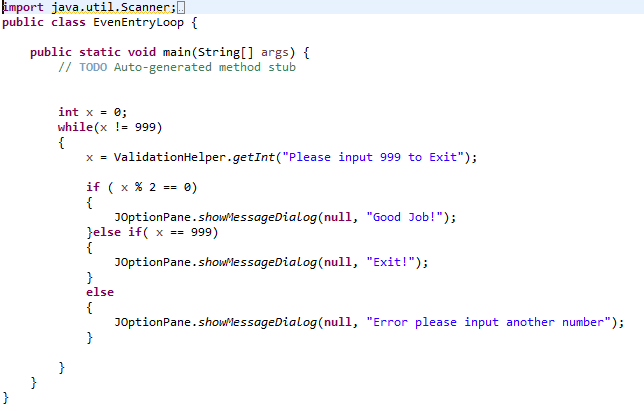 import java.util.Scanner;
public class EvenEntryLoop {
public static void main(String[] args) {
// TODO Auto-generated method stub
int x = 0;
while(x != 999)
{
x = ValidationHelper.getInt("Please input 999 to Exit");
if ( x % 2 == 0)
{
JOptionPane.showMessageDialog(null, "Good Job!");
}else if( x == 999)
{
JOptionPane.showMessageDialog(null, "Exit!");
}
else
{
JOptionPane.showMessageDialog(null, "Error please input another number");
}
}
}
}